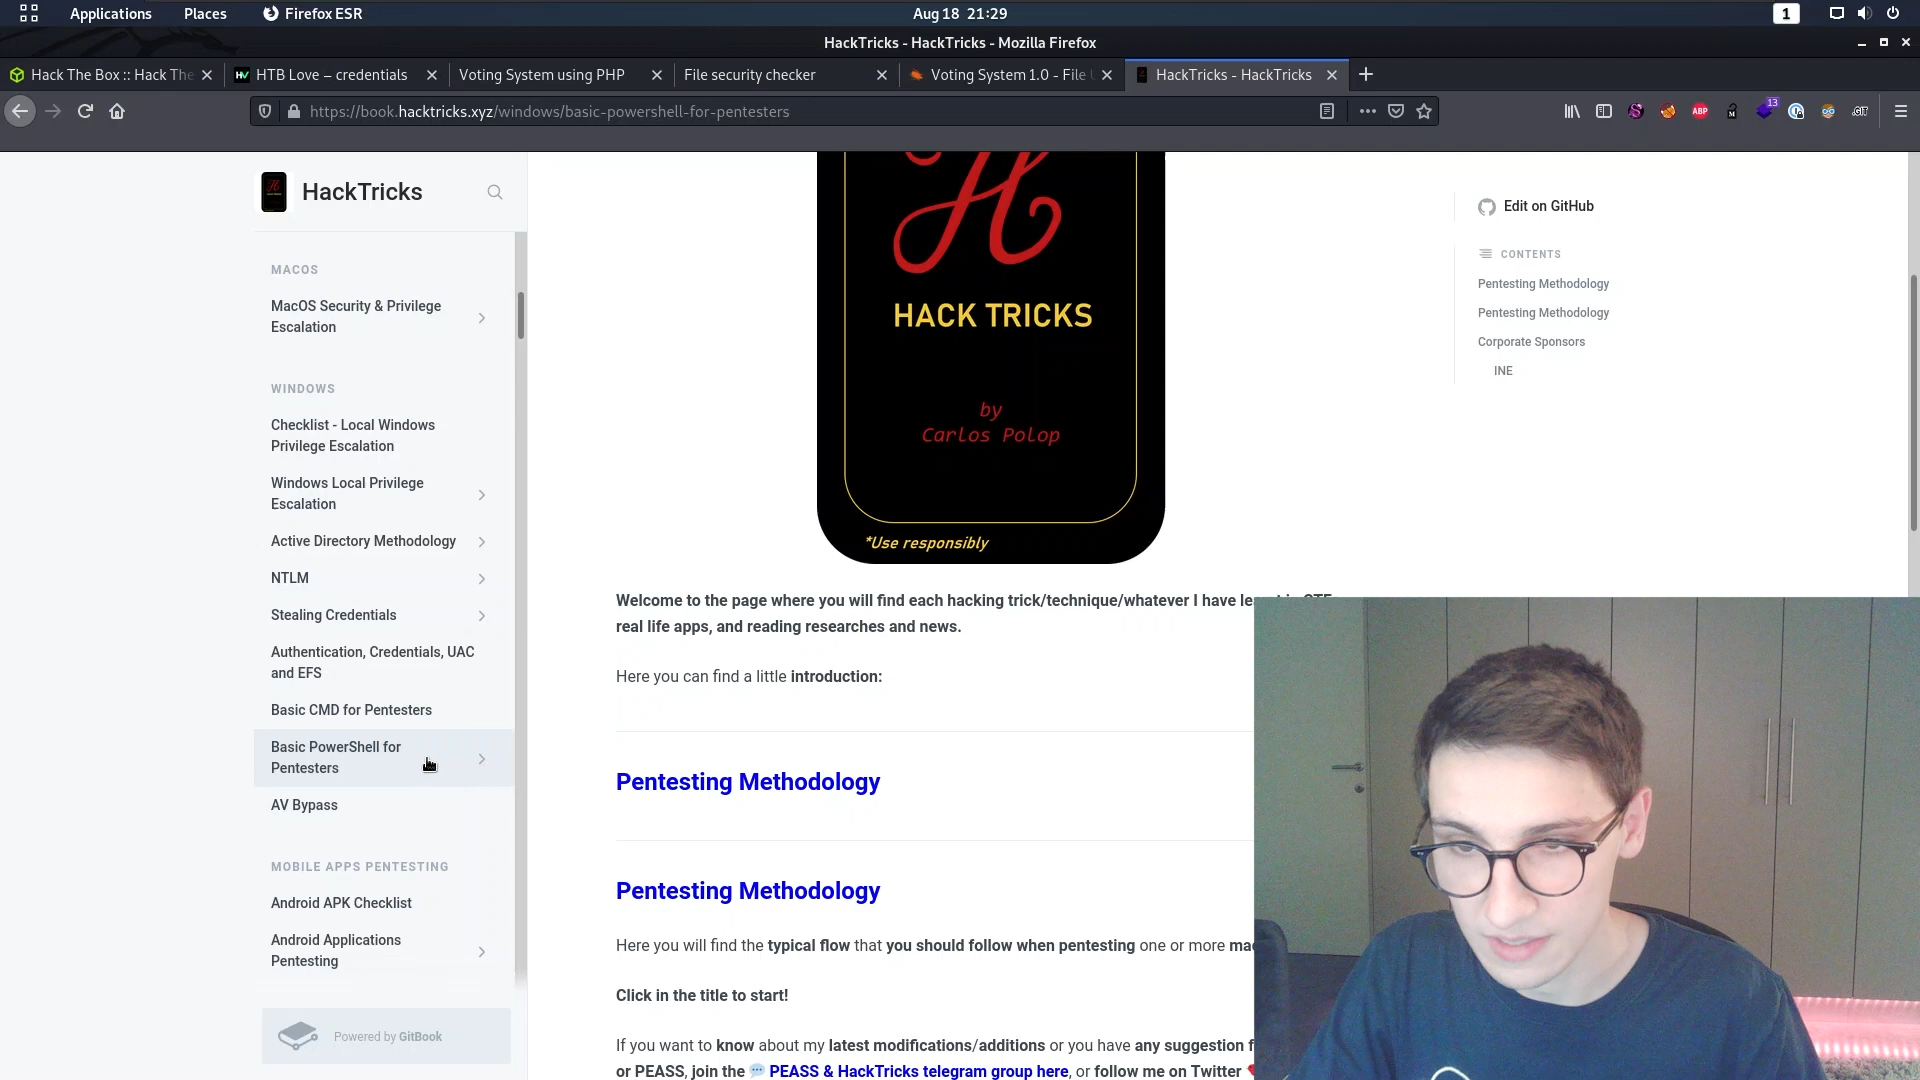 Applications Places Firefox ESR Aug 18 21:29 1
HackTricks - HackTricks - Mozilla Firefox
Hack The Box :: Hack The HTB Love – credentials Voting System using PHP File security checker Voting System 1.0 - File HackTricks - HackTricks
https://book.hacktricks.xyz/windows/basic-powershell-for-pentesters ABP 13 .GIT
HackTricks
MACOS
MacOS Security & Privilege
Escalation
WINDOWS
Checklist - Local Windows
Privilege Escalation
Windows Local Privilege
Escalation
Active Directory Methodology
NTLM
Stealing Credentials
Authentication, Credentials, UAC
and EFS
Basic CMD for Pentesters
Basic PowerShell for
Pentesters
AV Bypass
MOBILE APPS PENTESTING
Android APK Checklist
Android Applications
Pentesting
Powered by GitBook
H
HACK TRICKS
by
Carlos Polop
*Use responsibly
Welcome to the page where you will find each hacking trick/technique/whatever I have
real life apps, and reading researches and news.
Here you can find a little introduction:
Pentesting Methodology
Pentesting Methodology
Here you will find the typical flow that you should follow when pentesting one or more
Click in the title to start!
If you want to know about my latest modifications/additions or you have any suggestion
or PEASS, join the 💬 PEASS & HackTricks telegram group here, or follow me on Twitter
Edit on GitHub
CONTENTS
Pentesting Methodology
Pentesting Methodology
Corporate Sponsors
INE